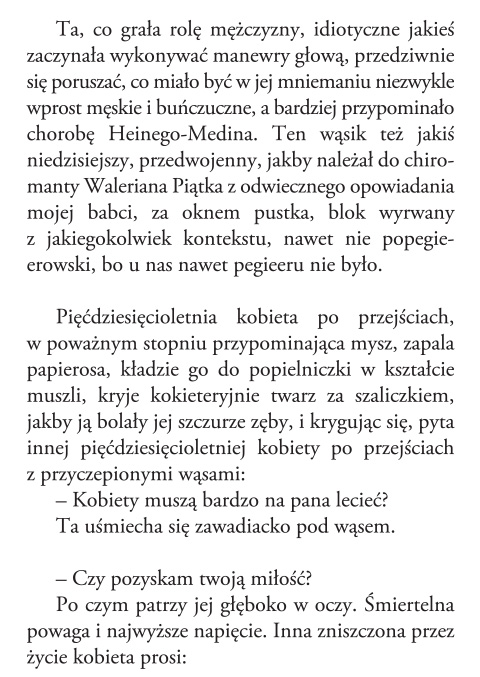 Ta, co grała rolę mężczyzny, idiotyczne jakieś
zaczynała wykonywać manewry głową, przedziwnie
się poruszać, co miało być w jej mniemaniu niezwykle
wprost męskie i buńczuczne, a bardziej przypominało
chorobę Heinego-Medina. Ten wąsik też jakiś
niedzisiejszy, przedwojenny, jakby należał do chiro-
manty Waleriana Piątka z odwiecznego opowiadania
mojej babci, za oknem pustka, blok wyrwany
z jakiegokolwiek kontekstu, nawet nie popegie-
erowski, bo u nas nawet pegieeru nie było.

Pięćdziesięcioletnia kobieta po przejściach,
w poważnym stopniu przypominająca mysz, zapala
papierosa, kładzie go do popielniczki w kształcie
muszli, kryje kokieteryjnie twarz za szaliczkiem,
jakby ją bolały jej szczurze zęby, i krygując się, pyta
innej pięćdziesięcioletniej kobiety po przejściach
z przyczepionymi wąsami:
– Kobiety muszą bardzo na pana lecieć?
Ta uśmiecha się zawadiacko pod wąsem.

– Czy pozyskam twoją miłość?
Po czym patrzy jej głęboko w oczy. Śmiertelna
powaga i najwyższe napięcie. Inna zniszczona przez
życie kobieta prosi: